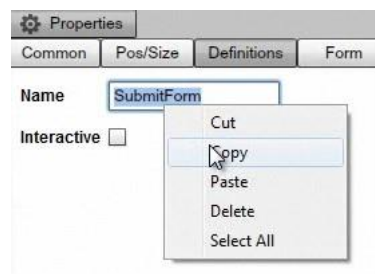 Properties
Common Pos/Size Definitions Form
Name SubmitForm
Interactive
Cut
Copy
Paste
Delete
Select All